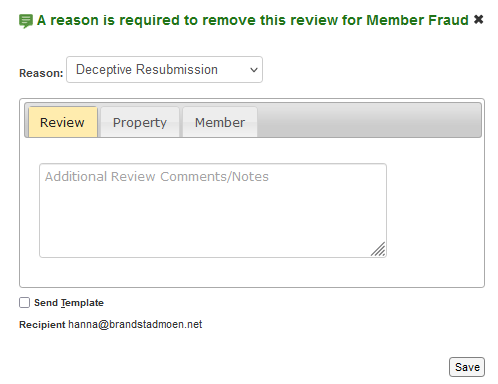 A reason is required to remove this review for Member Fraud ✖
Reason: Deceptive Resubmission
Review Property Member
Additional Review Comments/Notes
Send Template
Recipient hanna@brandstadmoen.net
Save